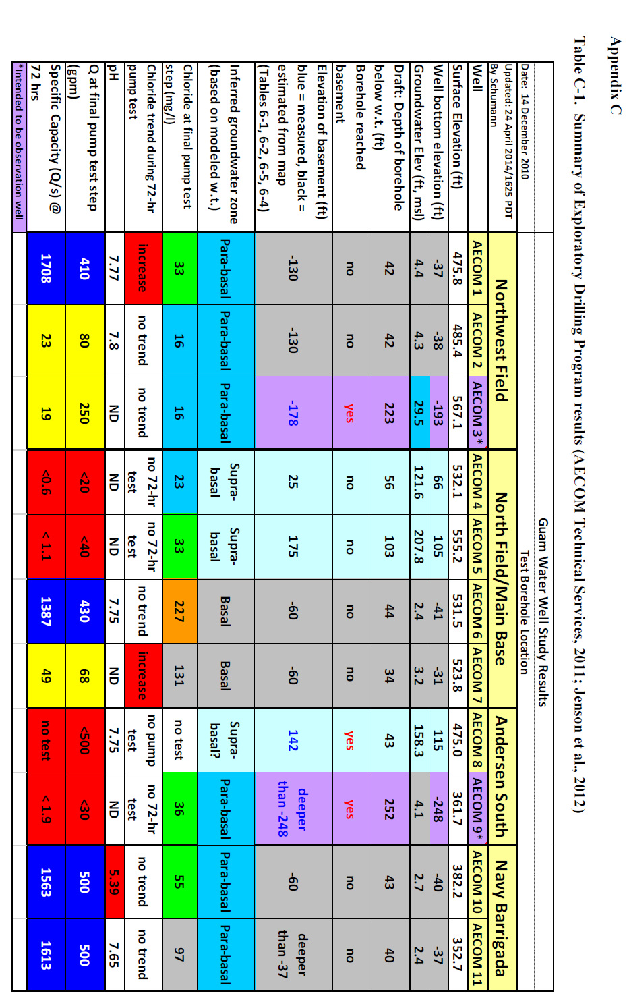 Appendix C
Table C-1. Summary of Exploratory Drilling Program results (AECOM Technical Services, 2011; Jenson et al., 2012)
Guam Water Well Study Results
Date: 14 December 2010
Test Borehole Location
Updated: 24 April 2014/1625 PDT
By Schumann
Northwest Field North Field/Main Base Andersen South Navy Barrigada
Well AECOM 1 AECOM 2 AECOM 3* AECOM 4 AECOM 5 AECOM 6 AECOM 7 AECOM 8 AECOM 9* AECOM 10 AECOM 11
Surface Elevation (ft) 475.8 485.4 567.1 532.1 555.2 531.5 523.8 475.0 361.7 382.2 352.7
Well bottom elevation (ft) -37 -38 -193 66 105 -41 -31 115 -248 -40 -37
Groundwater Elev (ft, msl) 4.4 4.3 29.5 121.6 207.8 2.4 3.2 158.3 4.1 2.7 2.4
Draft: Depth of borehole
below w.t. (ft) 42 42 223 56 103 44 34 43 252 43 40
Borehole reached
basement no no yes no no no no yes yes no no
Elevation of basement (ft)
blue = measured, black =
estimated from map
(Tables 6-1, 6-2, 6-5, 6-4) -130 -130 -178 25 175 -60 -60 142 deeper than -248 -60 deeper than -37
Inferred groundwater zone
(based on modeled w.t.) Para-basal Para-basal Para-basal Supra-basal Supra-basal Basal Basal Supra-basal? Para-basal Para-basal Para-basal
Chloride at final pump test
step (mg/l) 33 16 16 23 33 227 131 no test 36 55 97
Chloride trend during 72-hr
pump test increase no trend no trend no 72-hr test no 72-hr test no trend increase no pump test no 72-hr test no trend no trend
pH 7.77 7.8 ND ND ND 7.75 ND 7.75 ND 5.39 7.65
Q at final pump test step
(gpm) 410 80 250 <20 <40 430 68 <500 <30 500 500
Specific Capacity (Q/s) @
72 hrs 1708 23 19 <0.6 < 1.1 1387 49 no test < 1.9 1563 1613
*Intended to be observation well